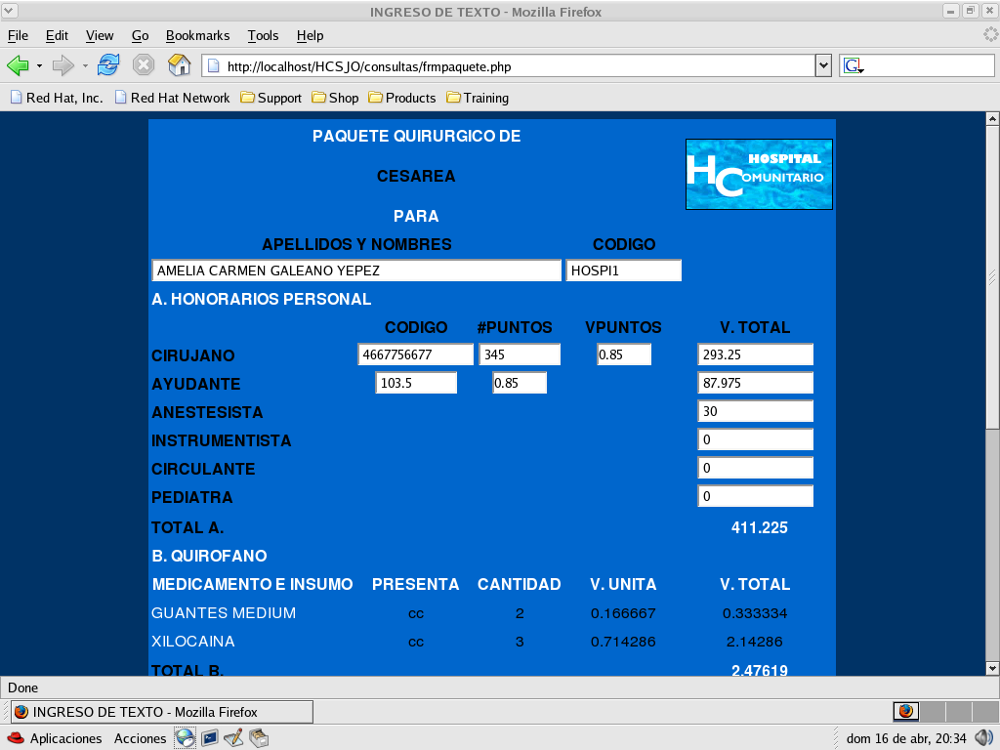 INGRESO DE TEXTO - Mozilla Firefox
File Edit View Go Bookmarks Tools Help
http://localhost/HCSJO/consultas/frmpaquete.php G
Red Hat, Inc. Red Hat Network Support Shop Products Training
PAQUETE QUIRURGICO DE
HOSPITAL
HC OMUNITARIO
CESAREA
PARA
APELLIDOS Y NOMBRES CODIGO
AMELIA CARMEN GALEANO YEPEZ HOSPI1
A. HONORARIOS PERSONAL
CODIGO #PUNTOS VPUNTOS V. TOTAL
CIRUJANO 4667756677 345 0.85 293.25
AYUDANTE 103.5 0.85 87.975
ANESTESISTA 30
INSTRUMENTISTA 0
CIRCULANTE 0
PEDIATRA 0
TOTAL A. 411.225
B. QUIROFANO
MEDICAMENTO E INSUMO PRESENTA CANTIDAD V. UNITA V. TOTAL
GUANTES MEDIUM cc 2 0.166667 0.333334
XILOCAINA cc 3 0.714286 2.14286
TOTAL B. 2.47619
Done
INGRESO DE TEXTO - Mozilla Firefox
Aplicaciones Acciones dom 16 de abr, 20:34